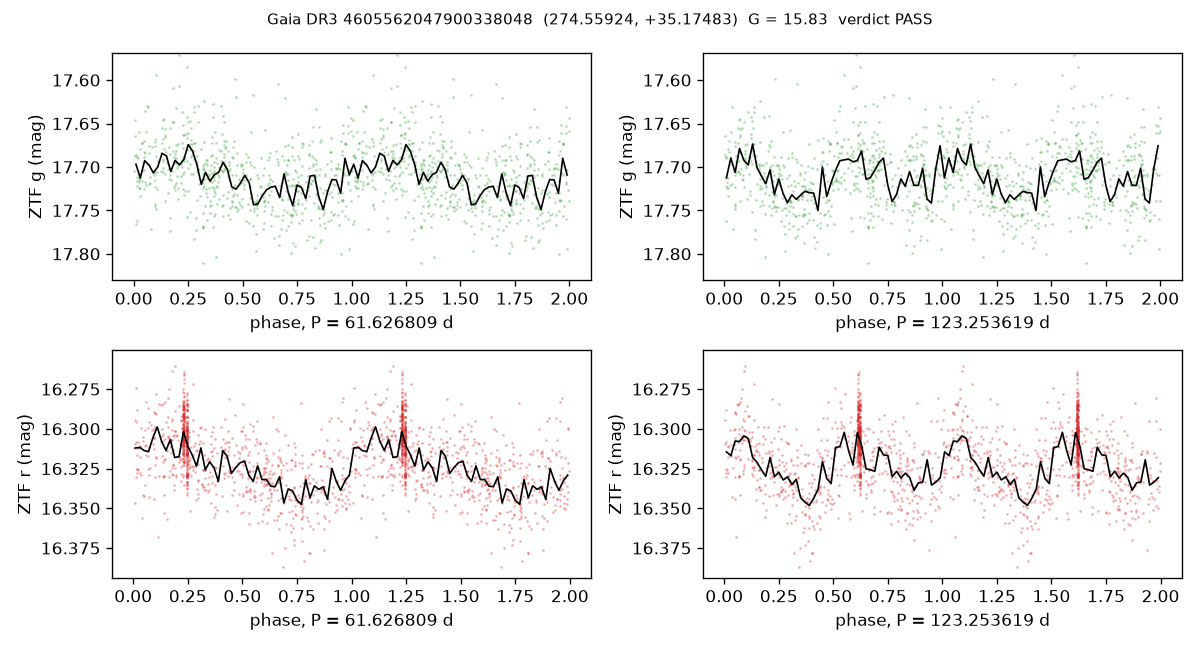 Gaia DR3 4605562047900338048  (274.55924, +35.17483)  G = 15.83  verdict PASS
ZTF g (mag)
17.60
17.65
17.70
17.75
17.80
0.00 0.25 0.50 0.75 1.00 1.25 1.50 1.75 2.00
phase, P = 61.626809 d
ZTF g (mag)
17.60
17.65
17.70
17.75
17.80
0.00 0.25 0.50 0.75 1.00 1.25 1.50 1.75 2.00
phase, P = 123.253619 d
ZTF r (mag)
16.275
16.300
16.325
16.350
16.375
0.00 0.25 0.50 0.75 1.00 1.25 1.50 1.75 2.00
phase, P = 61.626809 d
ZTF r (mag)
16.275
16.300
16.325
16.350
16.375
0.00 0.25 0.50 0.75 1.00 1.25 1.50 1.75 2.00
phase, P = 123.253619 d